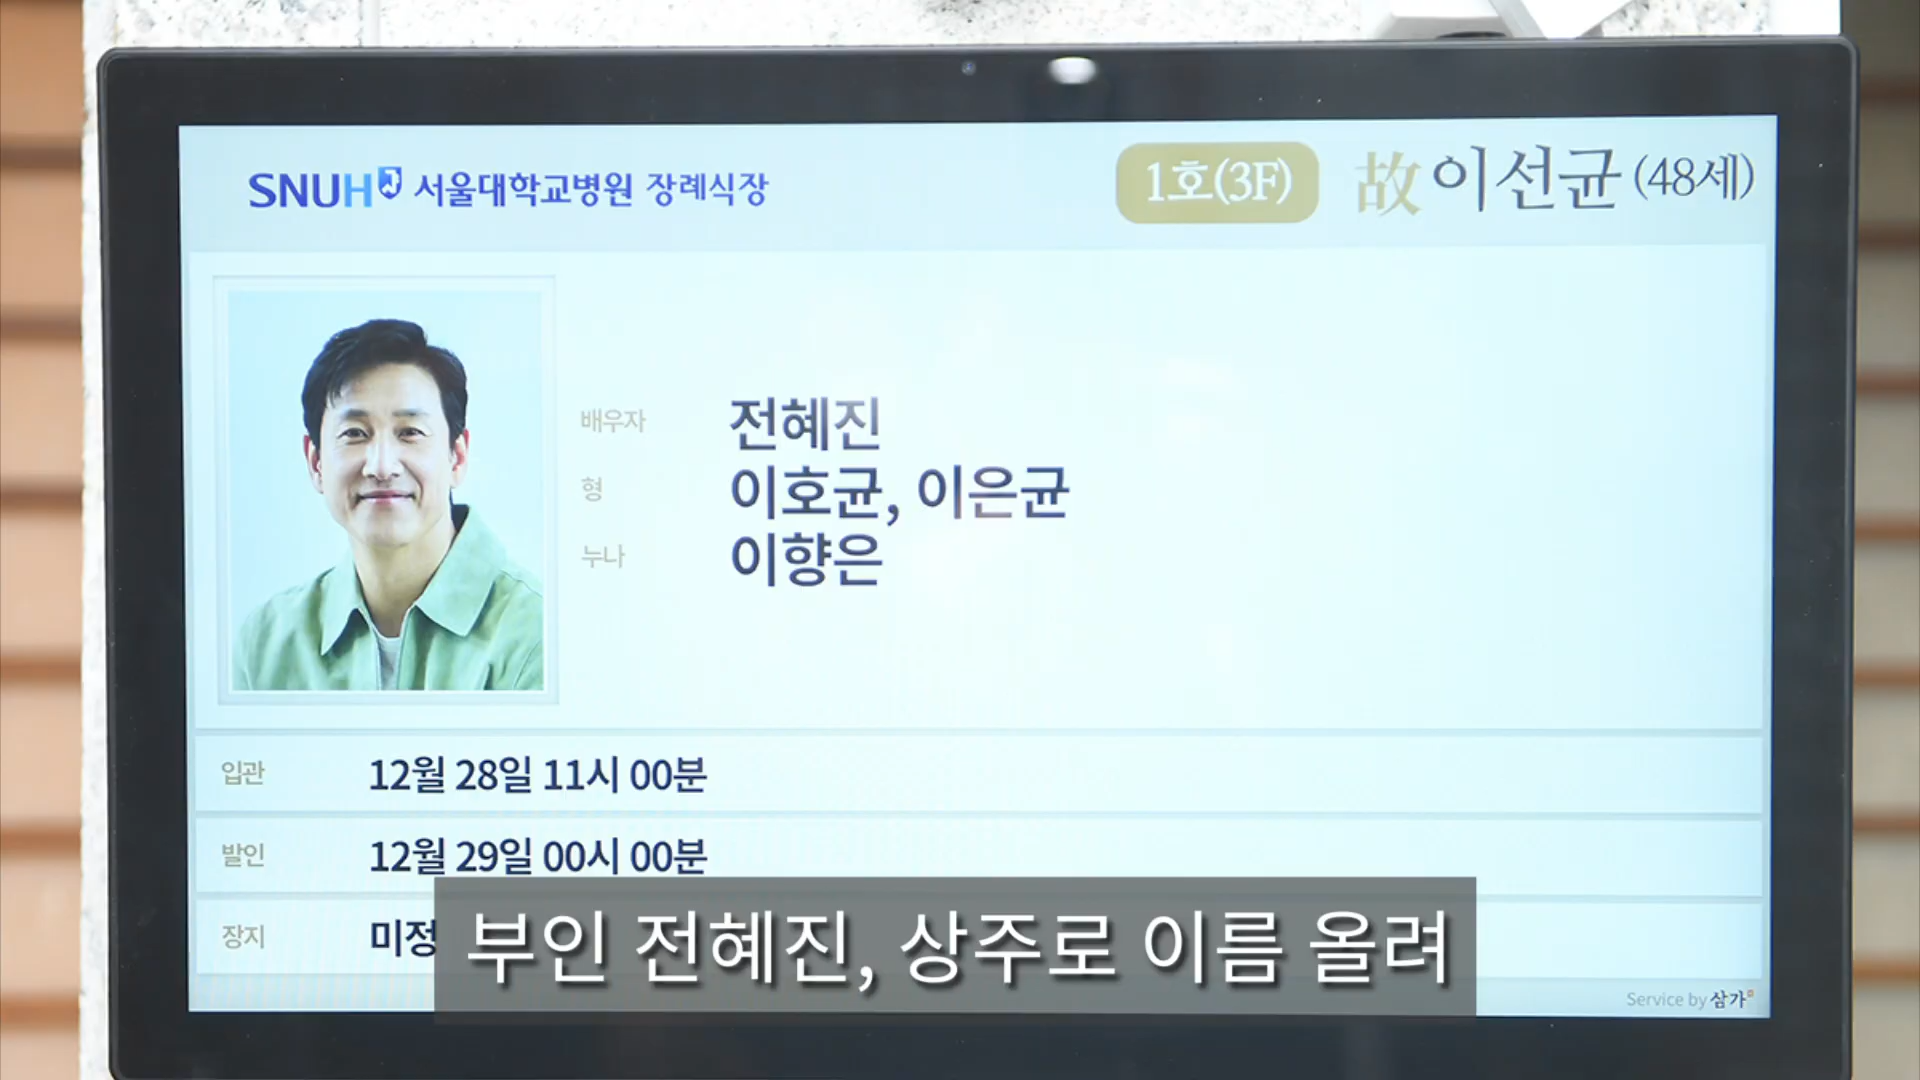 SNUH 서울대학교병원 장례식장
1호(3F) 故 이선균 (48세)
배우자 전혜진
형 이호균, 이은균
누나 이향은
입관 12월 28일 11시 00분
발인 12월 29일 00시 00분
장지 미정
부인 전혜진, 상주로 이름 올려
Service by 삼가